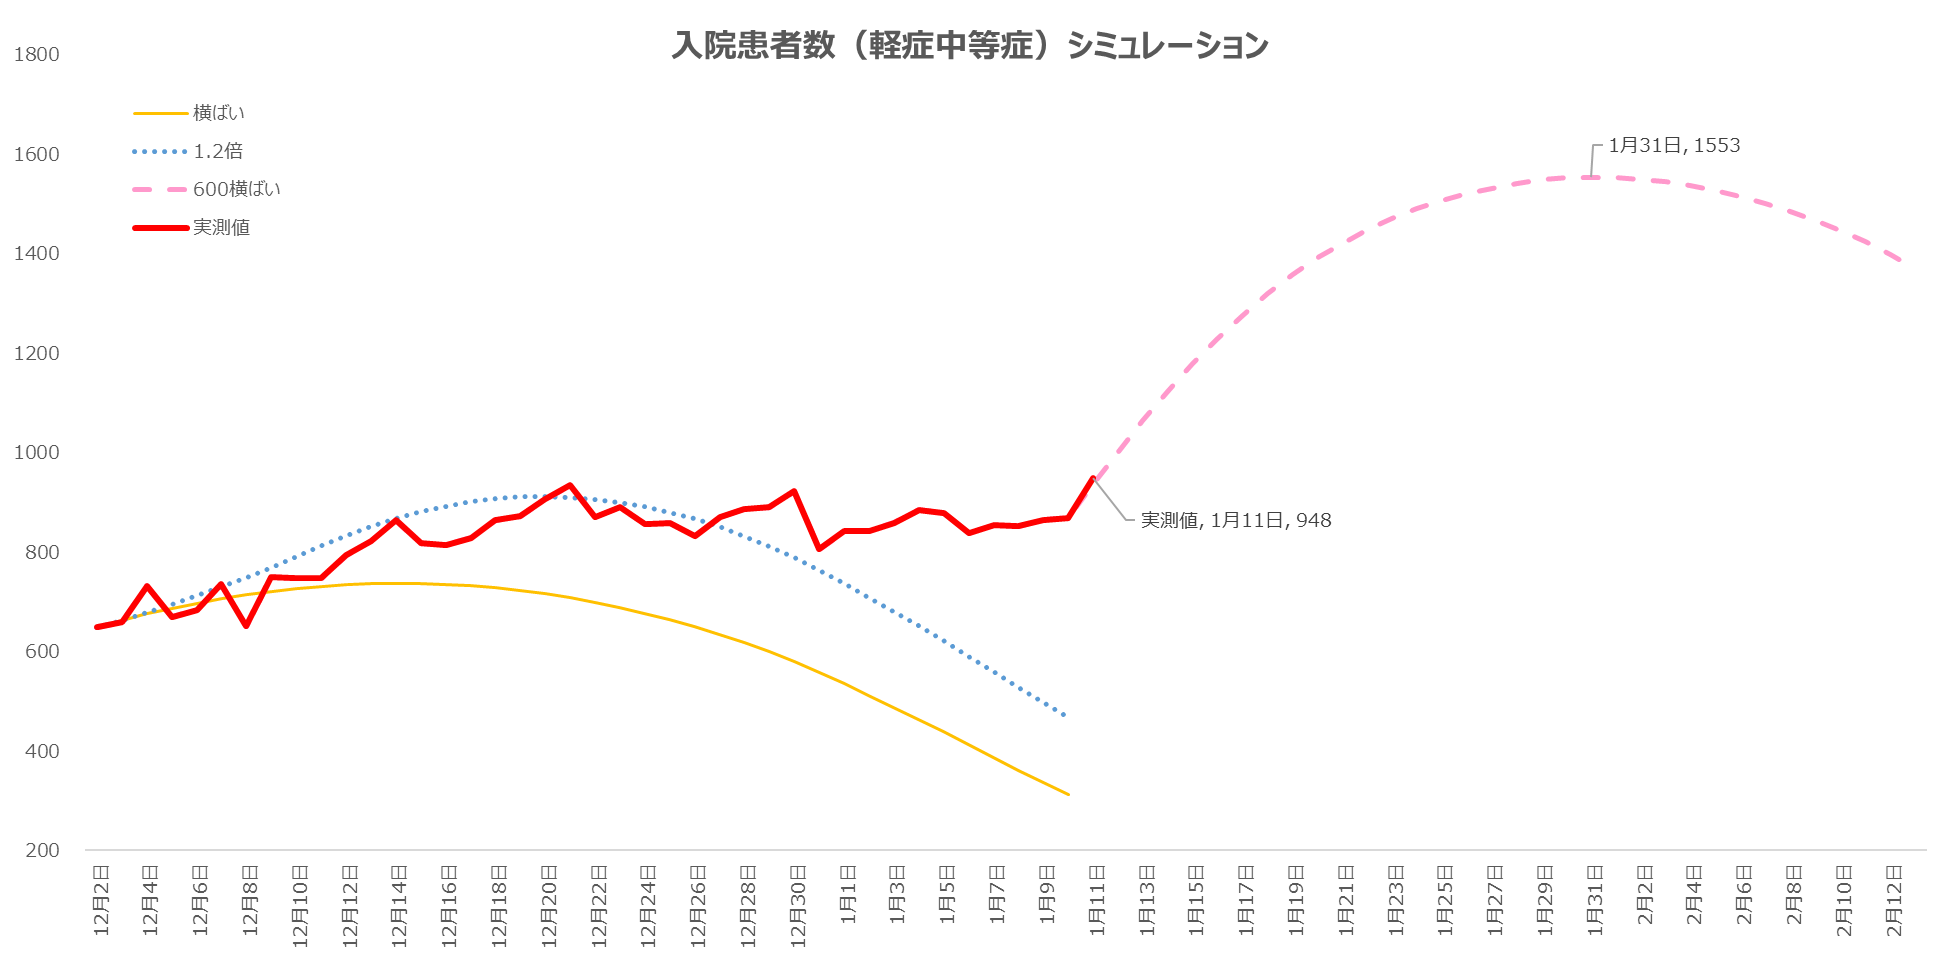 入院患者数（軽症中等症）シミュレーション
1800
1600
1400
1200
1000
800
600
400
200
横ばい
1.2倍
600横ばい
実測値
1月31日, 1553
実測値, 1月11日, 948
12月2日
12月4日
12月6日
12月8日
12月10日
12月12日
12月14日
12月16日
12月18日
12月20日
12月22日
12月24日
12月26日
12月28日
12月30日
1月1日
1月3日
1月5日
1月7日
1月9日
1月11日
1月13日
1月15日
1月17日
1月19日
1月21日
1月23日
1月25日
1月27日
1月29日
1月31日
2月2日
2月4日
2月6日
2月8日
2月10日
2月12日